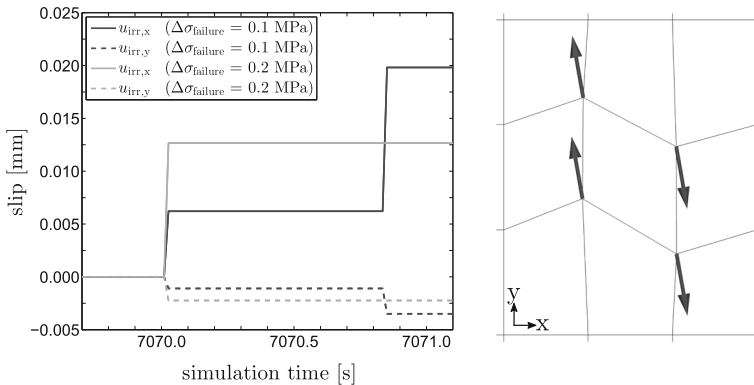 0.025
0.020
0.015
0.010
0.005
0.000
−0.005
slip [mm]
u_irr,x (Δσ_failure = 0.1 MPa)
u_irr,y (Δσ_failure = 0.1 MPa)
u_irr,x (Δσ_failure = 0.2 MPa)
u_irr,y (Δσ_failure = 0.2 MPa)
7070.0 7070.5 7071.0
simulation time [s]
y
x